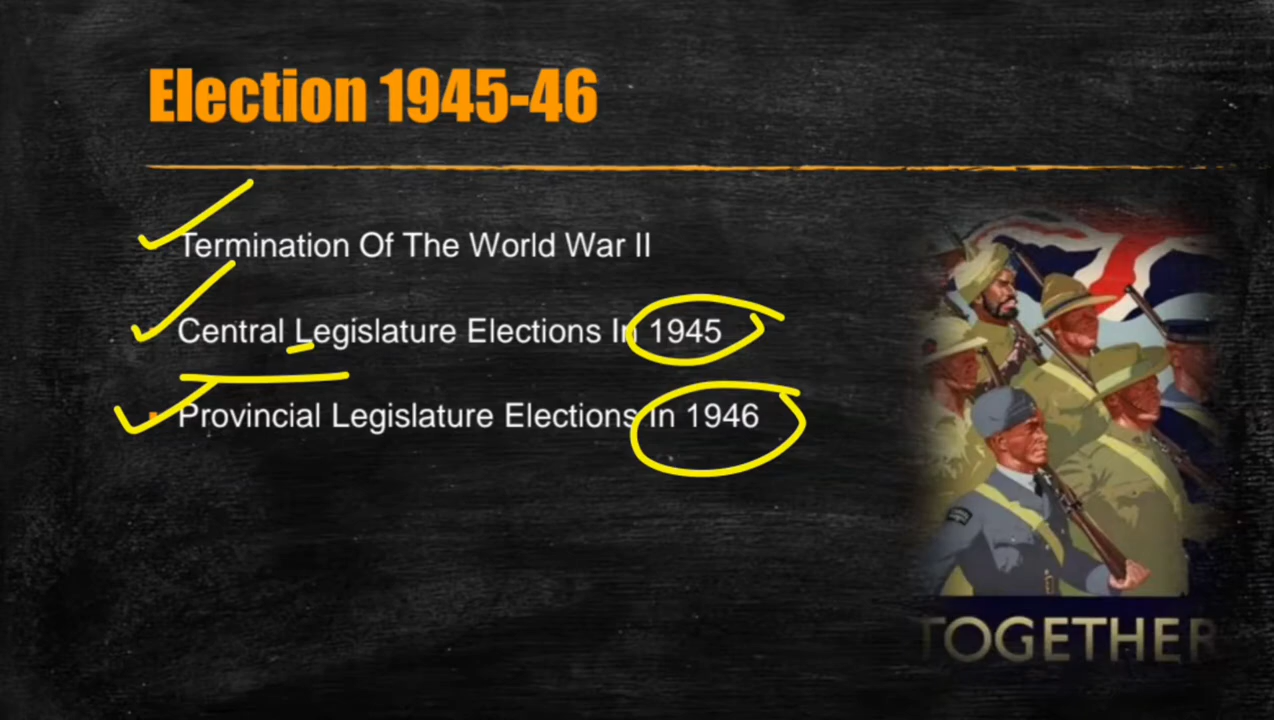 Election 1945-46
Termination Of The World War II
Central Legislature Elections In 1945
Provincial Legislature Elections In 1946
TOGETHER